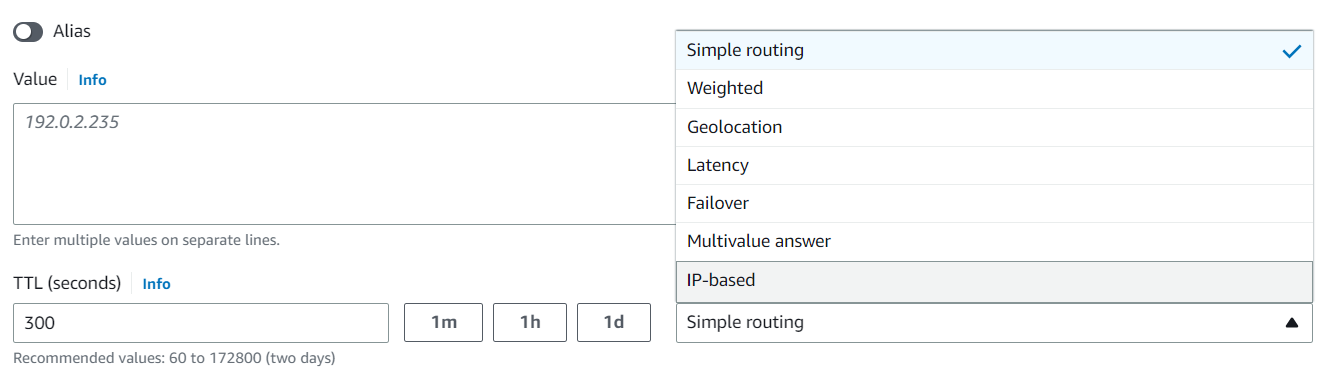 Alias
Value Info
192.0.2.235
Enter multiple values on separate lines.
TTL (seconds) Info
300 1m 1h 1d
Recommended values: 60 to 172800 (two days)
Simple routing
Weighted
Geolocation
Latency
Failover
Multivalue answer
IP-based
Simple routing